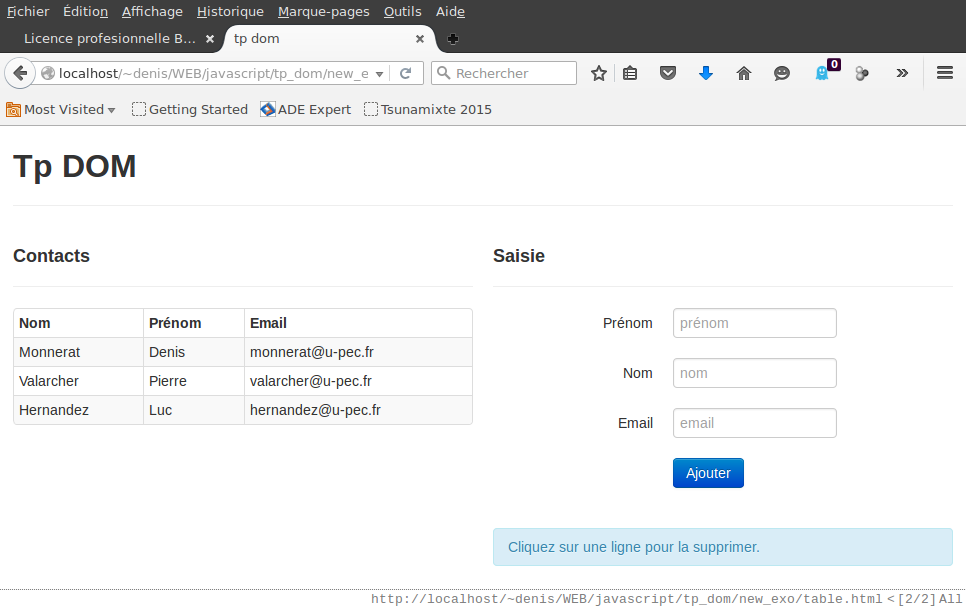 Fichier Édition Affichage Historique Marque-pages Outils Aide
Licence profesionnelle B... tp dom
localhost/~denis/WEB/javascript/tp_dom/new_e Rechercher 0
Most Visited Getting Started ADE Expert Tsunamixte 2015
Tp DOM
Contacts
Nom Prénom Email
Monnerat Denis monnerat@u-pec.fr
Valarcher Pierre valarcher@u-pec.fr
Hernandez Luc hernandez@u-pec.fr
Saisie
Prénom prénom
Nom nom
Email email
Ajouter
Cliquez sur une ligne pour la supprimer.
http://localhost/~denis/WEB/javascript/tp_dom/new_exo/table.html <[2/2] All